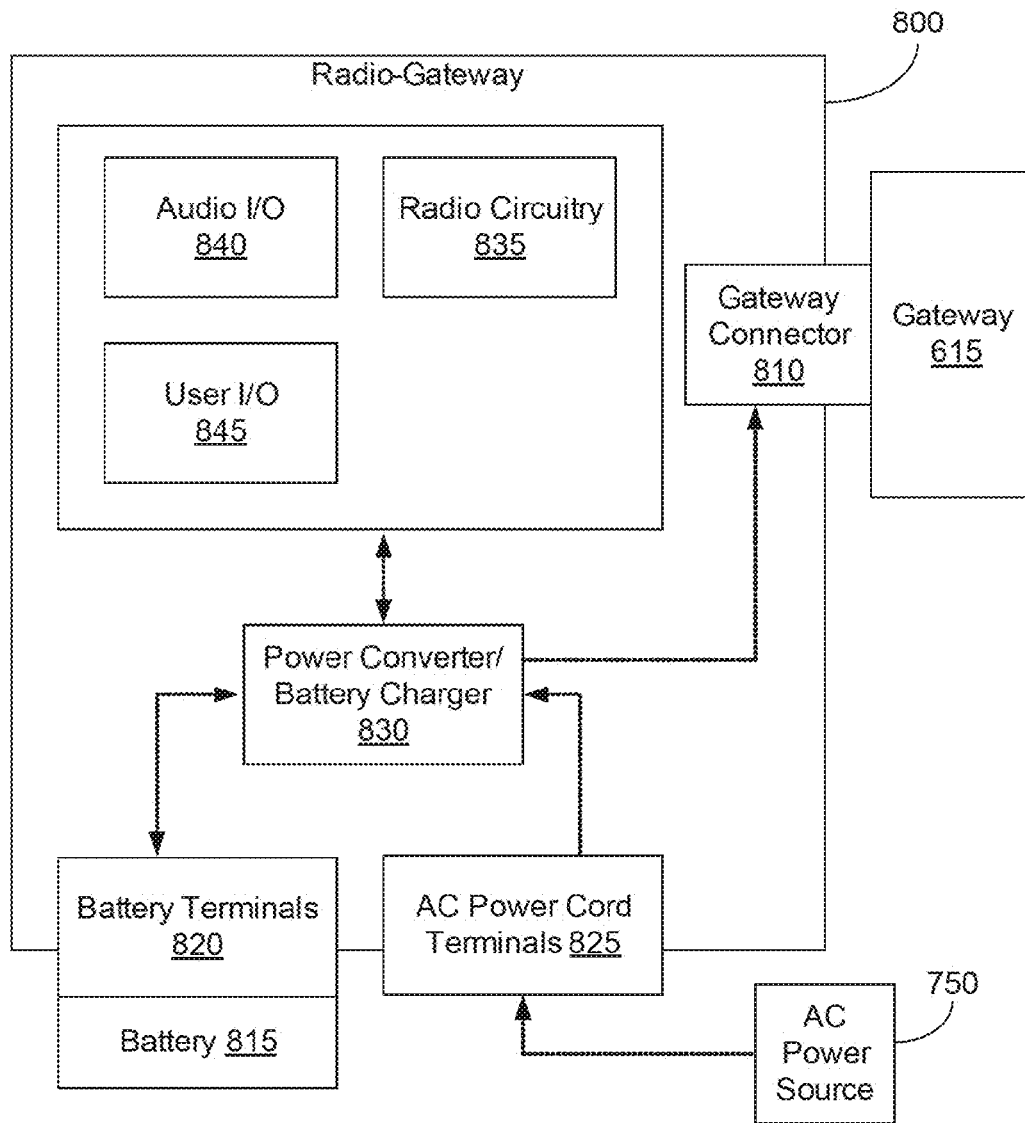 800
Radio-Gateway
Audio I/O
840
Radio Circuitry
835
User I/O
845
Gateway
Connector
810
Gateway
615
Power Converter/
Battery Charger
830
Battery Terminals
820
Battery 815
AC Power Cord
Terminals 825
750
AC
Power
Source